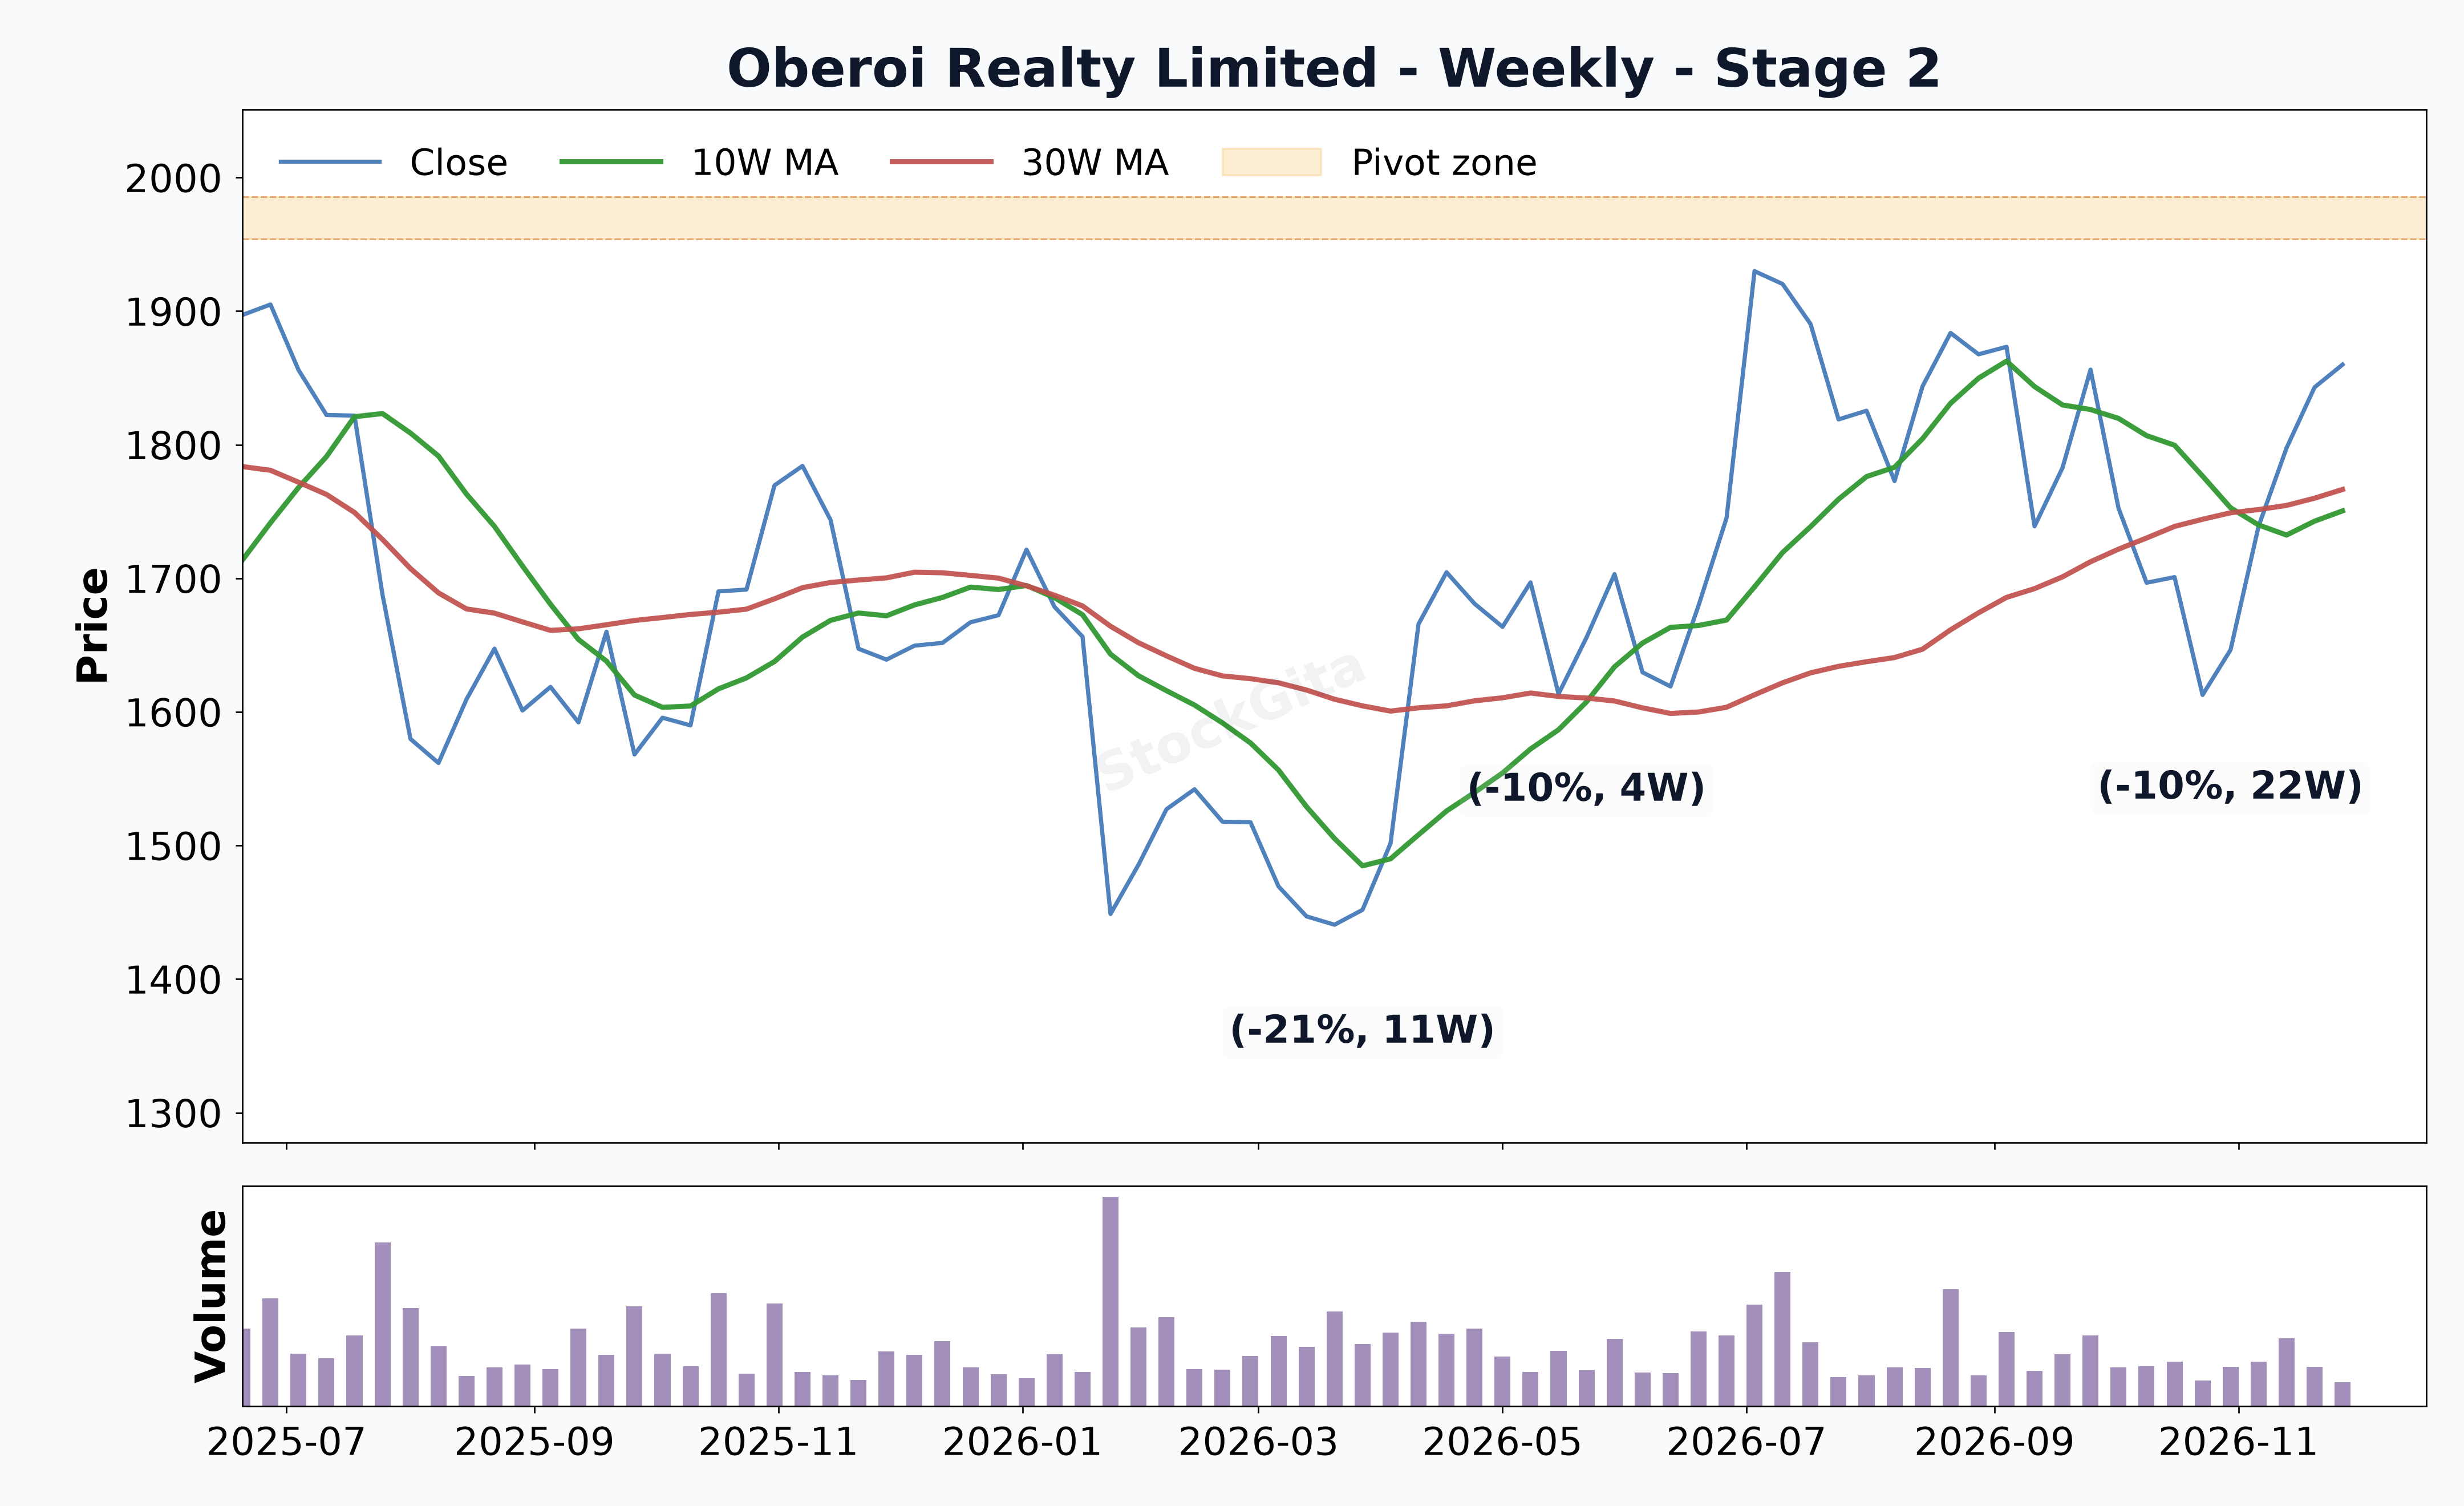 Oberoi Realty Limited - Weekly - Stage 2
Close 10W MA 30W MA Pivot zone
2000
1900
1800
1700
1600
1500
1400
1300
Price
StockGita
(-10%, 4W)
(-10%, 22W)
(-21%, 11W)
Volume
2025-07 2025-09 2025-11 2026-01 2026-03 2026-05 2026-07 2026-09 2026-11